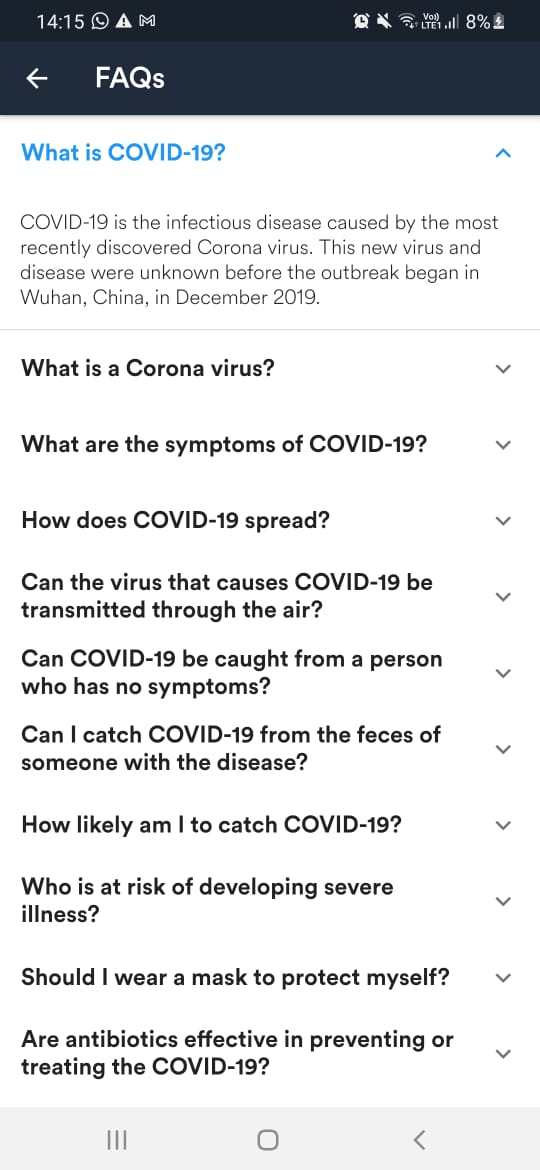 14:15 8%
Vo))
LTE1
FAQs
What is COVID-19?
COVID-19 is the infectious disease caused by the most
recently discovered Corona virus. This new virus and
disease were unknown before the outbreak began in
Wuhan, China, in December 2019.
What is a Corona virus?
What are the symptoms of COVID-19?
How does COVID-19 spread?
Can the virus that causes COVID-19 be
transmitted through the air?
Can COVID-19 be caught from a person
who has no symptoms?
Can I catch COVID-19 from the feces of
someone with the disease?
How likely am I to catch COVID-19?
Who is at risk of developing severe
illness?
Should I wear a mask to protect myself?
Are antibiotics effective in preventing or
treating the COVID-19?